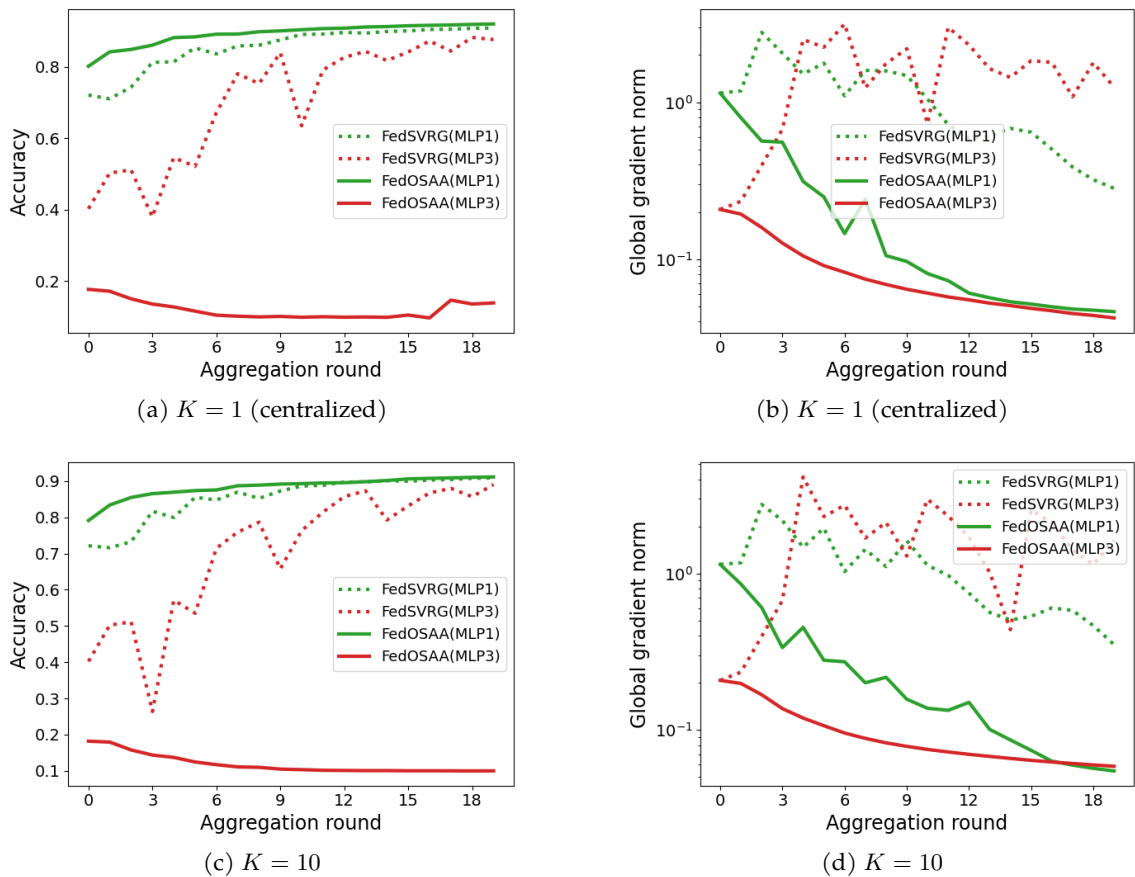 Accuracy
0.8
0.6
0.4
0.2
0 3 6 9 12 15 18
Aggregation round
FedSVRG(MLP1)
FedSVRG(MLP3)
FedOSAA(MLP1)
FedOSAA(MLP3)
(a) K = 1 (centralized)
Global gradient norm
10⁰
10⁻¹
0 3 6 9 12 15 18
Aggregation round
FedSVRG(MLP1)
FedSVRG(MLP3)
FedOSAA(MLP1)
FedOSAA(MLP3)
(b) K = 1 (centralized)
Accuracy
0.9
0.8
0.7
0.6
0.5
0.4
0.3
0.2
0.1
0 3 6 9 12 15 18
Aggregation round
FedSVRG(MLP1)
FedSVRG(MLP3)
FedOSAA(MLP1)
FedOSAA(MLP3)
(c) K = 10
Global gradient norm
10⁰
10⁻¹
0 3 6 9 12 15 18
Aggregation round
FedSVRG(MLP1)
FedSVRG(MLP3)
FedOSAA(MLP1)
FedOSAA(MLP3)
(d) K = 10